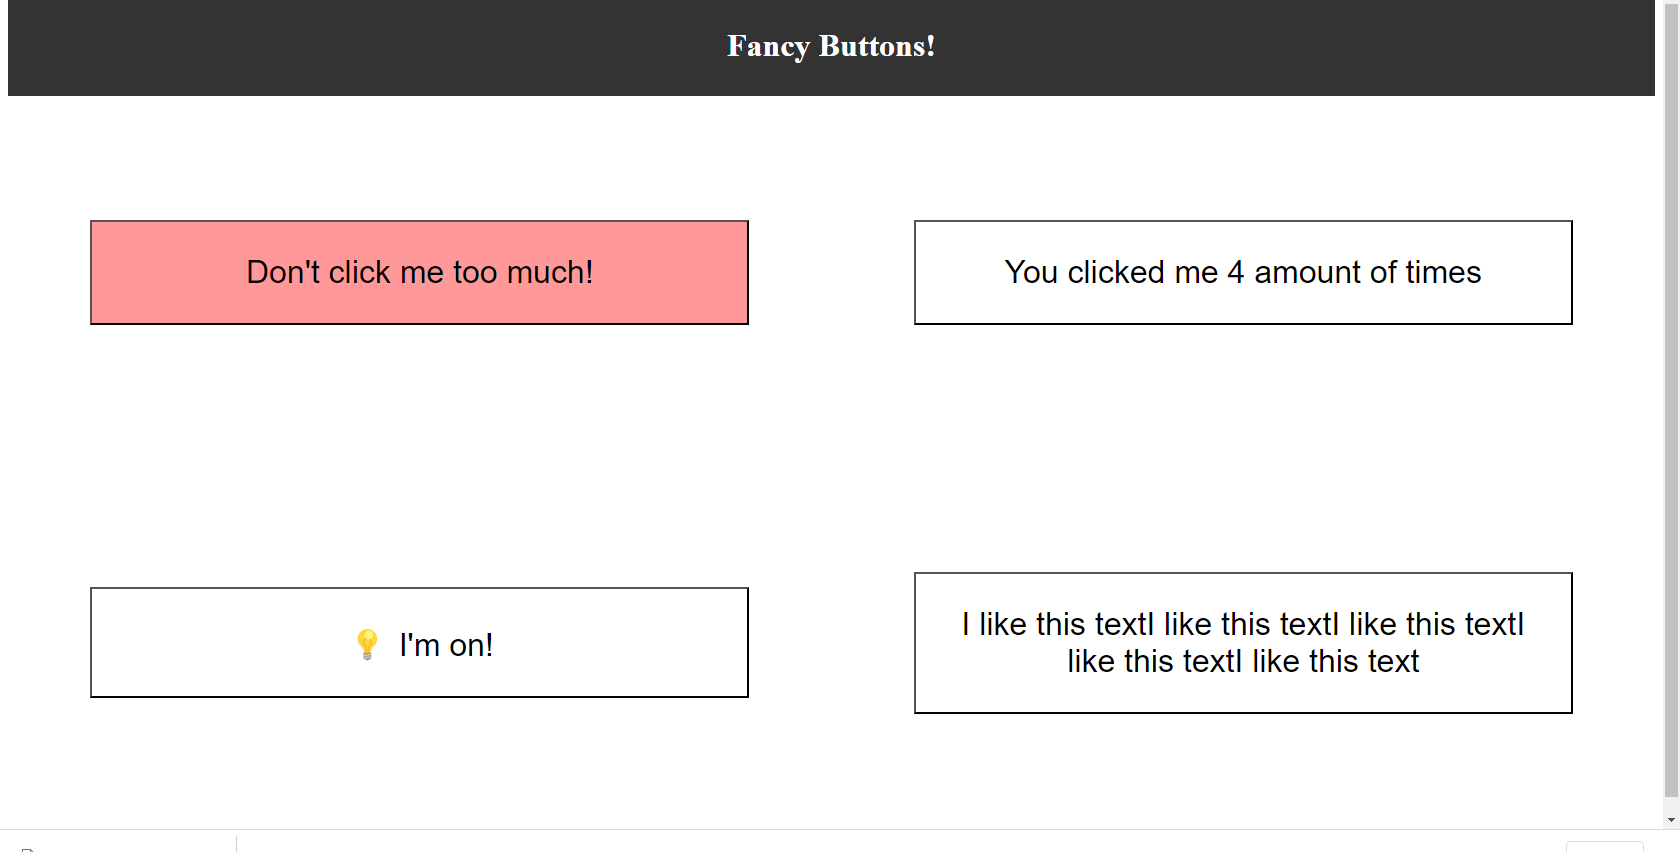 Fancy Buttons!
Don't click me too much!
You clicked me 4 amount of times
💡 I'm on!
I like this textI like this textI like this textI
like this textI like this text